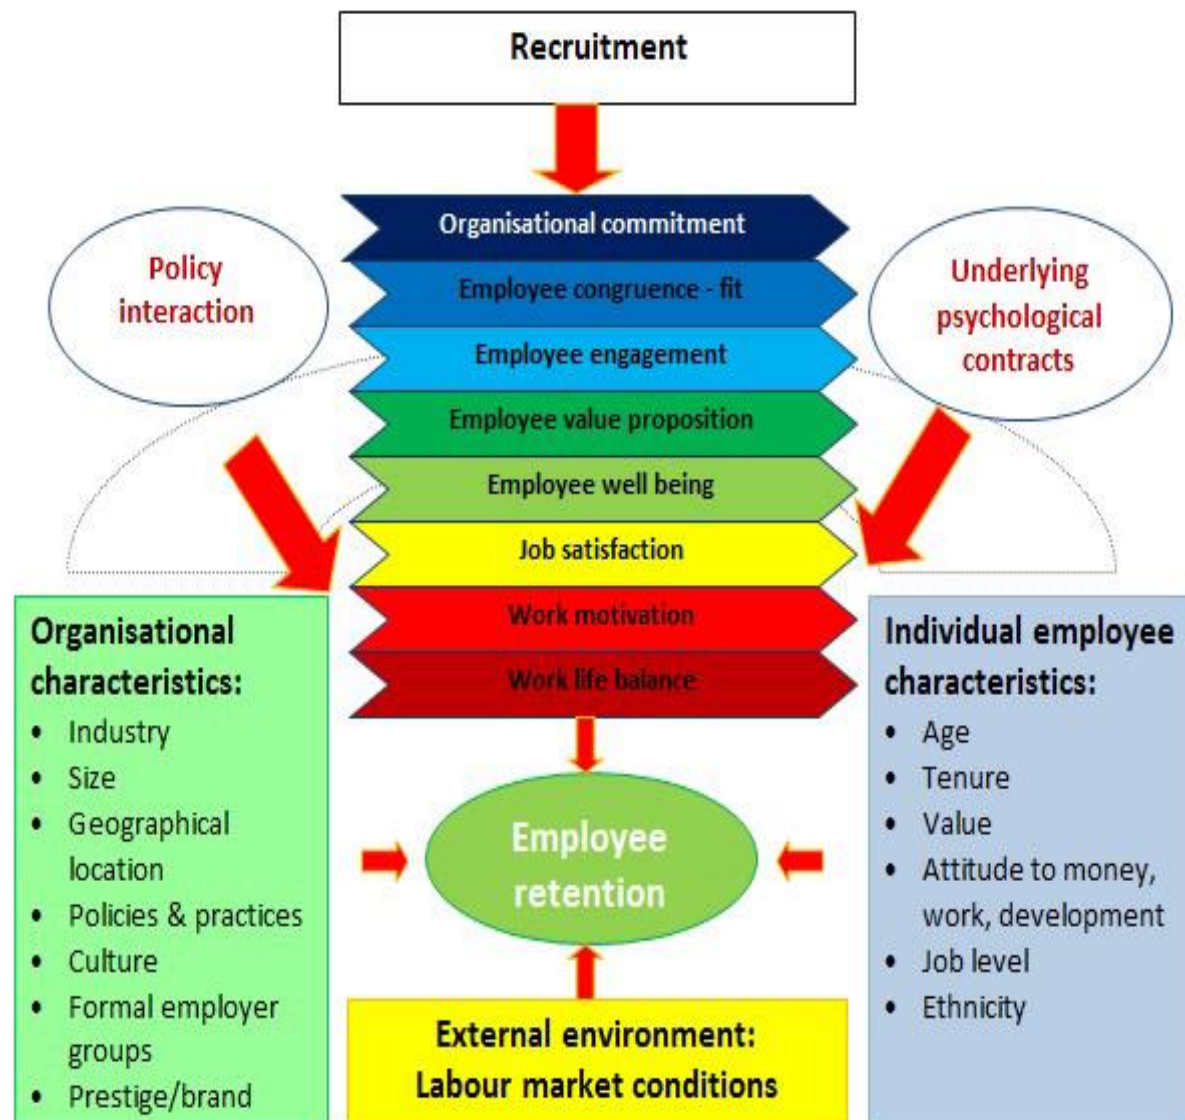 Recruitment
Organisational commitment
Policy
interaction
Employee congruence - fit
Underlying
psychological
contracts
Employee engagement
Employee value proposition
Employee well being
Job satisfaction
Work motivation
Work life balance
Organisational
characteristics:
• Industry
• Size
• Geographical
location
• Policies & practices
• Culture
• Formal employer
groups
• Prestige/brand
Employee
retention
Individual employee
characteristics:
• Age
• Tenure
• Value
• Attitude to money,
work, development
• Job level
• Ethnicity
External environment:
Labour market conditions